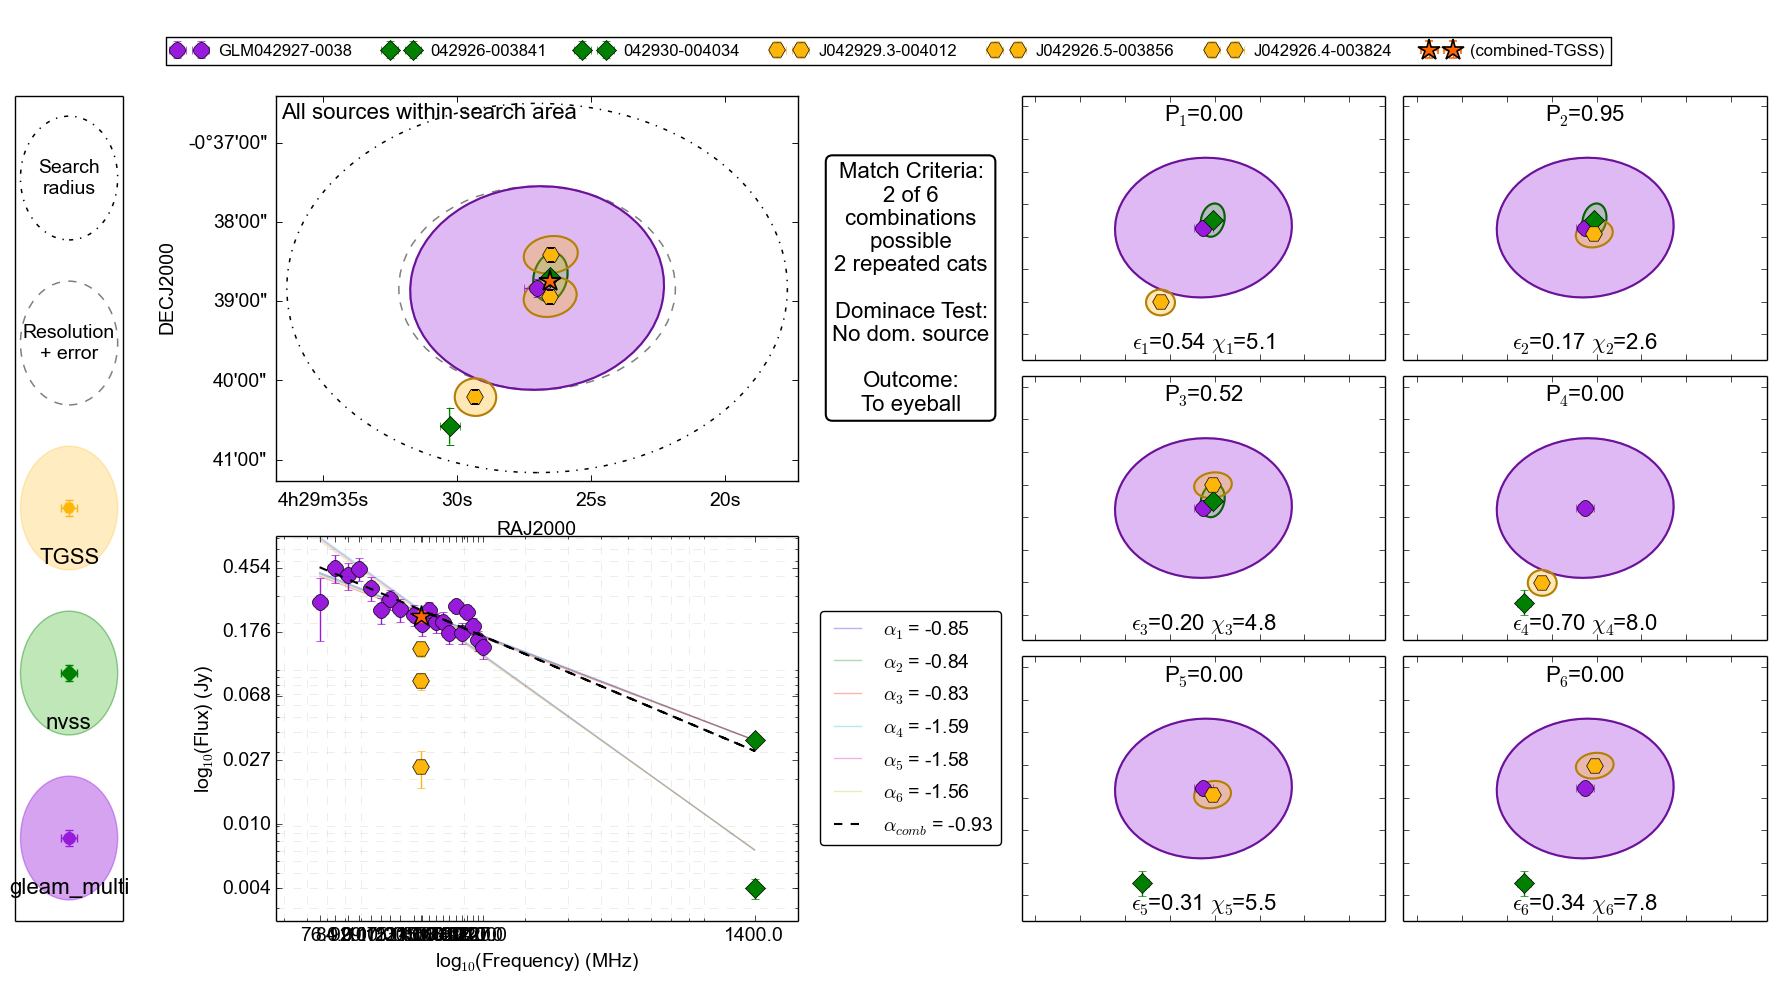 GLM042927-0038 042926-003841 042930-004034 J042929.3-004012 J042926.5-003856 J042926.4-003824 (combined-TGSS)
Search
radius
Resolution
+ error
TGSS
nvss
gleam_multi
All sources within search area
DECJ2000
-0°37'00"
38'00"
39'00"
40'00"
41'00"
4h29m35s 30s 25s 20s
RAJ2000
Match Criteria:
2 of 6
combinations
possible
2 repeated cats
Dominace Test:
No dom. source
Outcome:
To eyeball
log10(Flux) (Jy)
0.454
0.176
0.068
0.027
0.010
0.004
1400.0
log10(Frequency) (MHz)
α1 = -0.85
α2 = -0.84
α3 = -0.83
α4 = -1.59
α5 = -1.58
α6 = -1.56
αcomb = -0.93
P1=0.00
ϵ1=0.54 χ1=5.1
P2=0.95
ϵ2=0.17 χ2=2.6
P3=0.52
ϵ3=0.20 χ3=4.8
P4=0.00
ϵ4=0.70 χ4=8.0
P5=0.00
ϵ5=0.31 χ5=5.5
P6=0.00
ϵ6=0.34 χ6=7.8